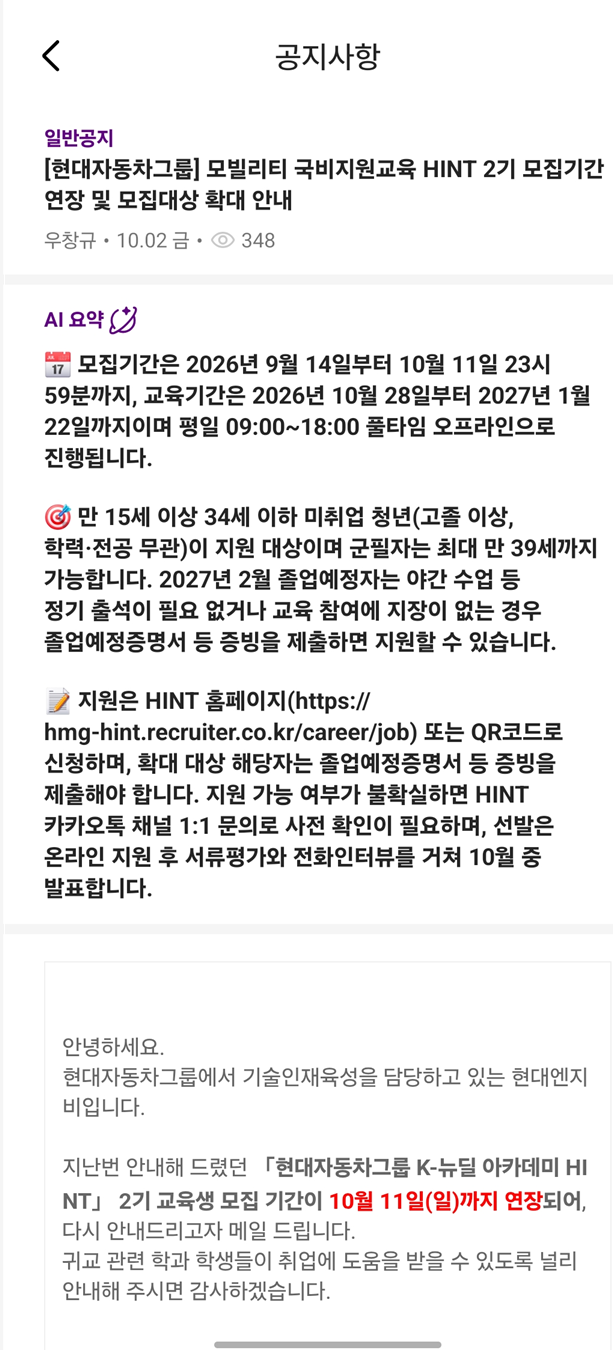 공지사항
일반공지
[현대자동차그룹] 모빌리티 국비지원교육 HINT 2기 모집기간
연장 및 모집대상 확대 안내
우창규 • 10.02 금 • 348
AI 요약
17 모집기간은 2026년 9월 14일부터 10월 11일 23시
59분까지, 교육기간은 2026년 10월 28일부터 2027년 1월
22일까지이며 평일 09:00~18:00 풀타임 오프라인으로
진행됩니다.
🎯 만 15세 이상 34세 이하 미취업 청년(고졸 이상,
학력·전공 무관)이 지원 대상이며 군필자는 최대 만 39세까지
가능합니다. 2027년 2월 졸업예정자는 야간 수업 등
정기 출석이 필요 없거나 교육 참여에 지장이 없는 경우
졸업예정증명서 등 증빙을 제출하면 지원할 수 있습니다.
📝 지원은 HINT 홈페이지(https://
hmg-hint.recruiter.co.kr/career/job) 또는 QR코드로
신청하며, 확대 대상 해당자는 졸업예정증명서 등 증빙을
제출해야 합니다. 지원 가능 여부가 불확실하면 HINT
카카오톡 채널 1:1 문의로 사전 확인이 필요하며, 선발은
온라인 지원 후 서류평가와 전화인터뷰를 거쳐 10월 중
발표합니다.
안녕하세요.
현대자동차그룹에서 기술인재육성을 담당하고 있는 현대엔지
비입니다.
지난번 안내해 드렸던 「현대자동차그룹 K-뉴딜 아카데미 HI
NT」 2기 교육생 모집 기간이 10월 11일(일)까지 연장되어,
다시 안내드리고자 메일 드립니다.
귀교 관련 학과 학생들이 취업에 도움을 받을 수 있도록 널리
안내해 주시면 감사하겠습니다.